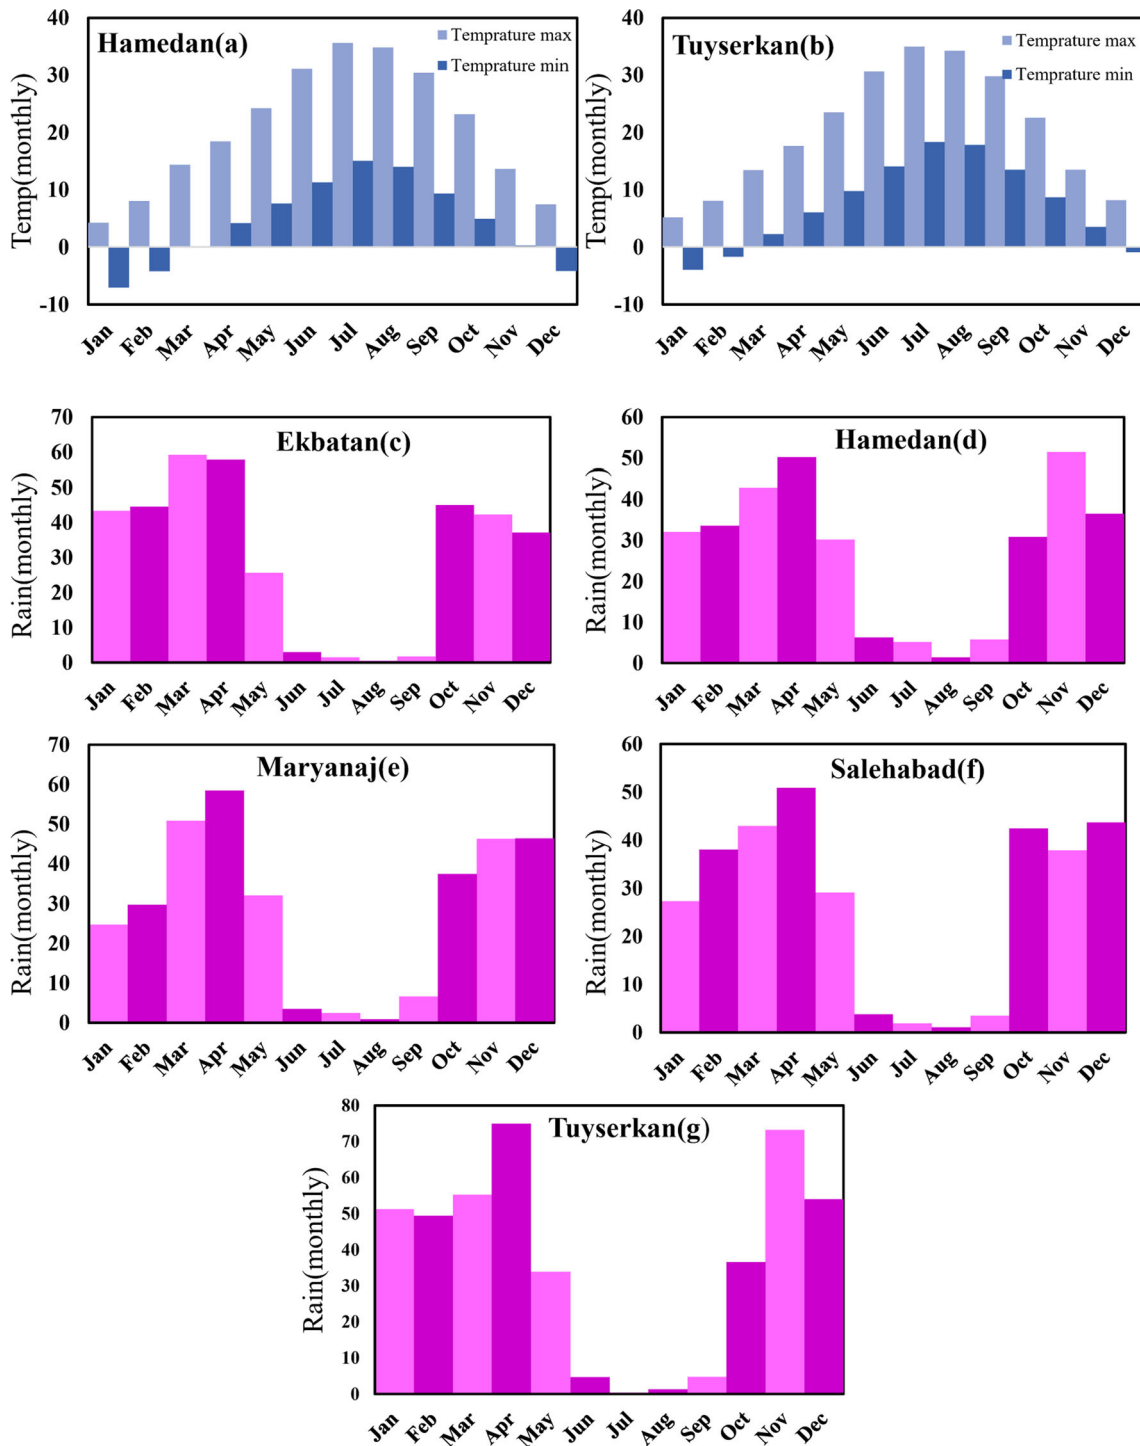 Hamedan(a)
Temprature max
Temprature min
Temp(monthly)
40
30
20
10
0
-10
Jan Feb Mar Apr May Jun Jul Aug Sep Oct Nov Dec
Tuyserkan(b)
Temprature max
Temprature min
Temp(monthly)
40
30
20
10
0
-10
Jan Feb Mar Apr May Jun Jul Aug Sep Oct Nov Dec
Ekbatan(c)
Rain(monthly)
70
60
50
40
30
20
10
0
Jan Feb Mar Apr May Jun Jul Aug Sep Oct Nov Dec
Hamedan(d)
Rain(monthly)
60
50
40
30
20
10
0
Jan Feb Mar Apr May Jun Jul Aug Sep Oct Nov Dec
Maryanaj(e)
Rain(monthly)
70
60
50
40
30
20
10
0
Jan Feb Mar Apr May Jun Jul Aug Sep Oct Nov Dec
Salehabad(f)
Rain(monthly)
60
50
40
30
20
10
0
Jan Feb Mar Apr May Jun Jul Aug Sep Oct Nov Dec
Tuyserkan(g)
Rain(monthly)
80
70
60
50
40
30
20
10
0
Jan Feb Mar Apr May Jun Jul Aug Sep Oct Nov Dec